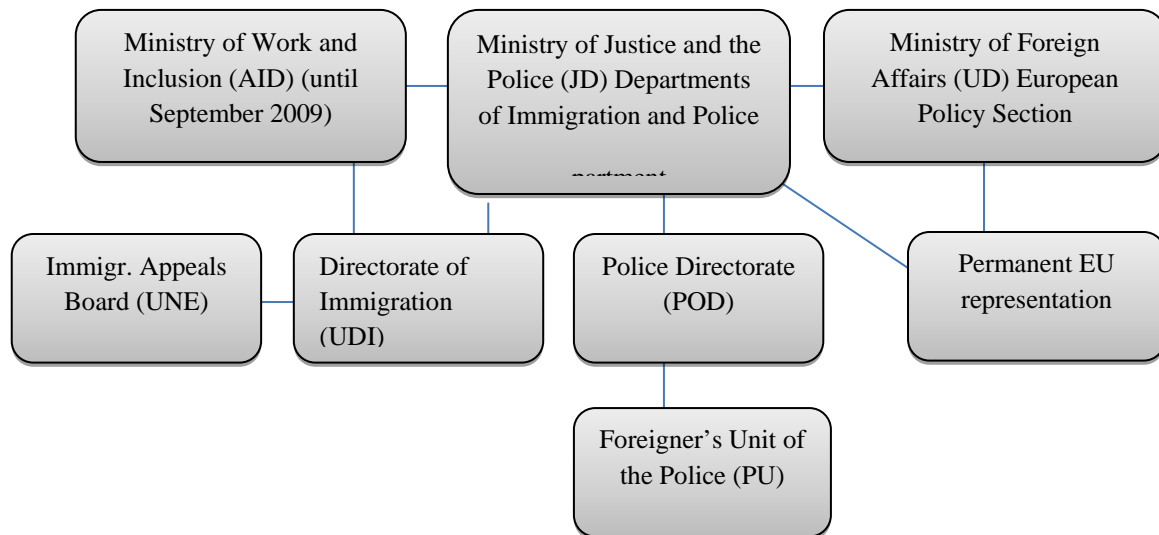 Ministry of Work and
Inclusion (AID) (until
September 2009)
Ministry of Justice and the
Police (JD) Departments
of Immigration and Police
partment
Ministry of Foreign
Affairs (UD) European
Policy Section
Immigr. Appeals
Board (UNE)
Directorate of
Immigration
(UDI)
Police Directorate
(POD)
Permanent EU
representation
Foreigner’s Unit of
the Police (PU)